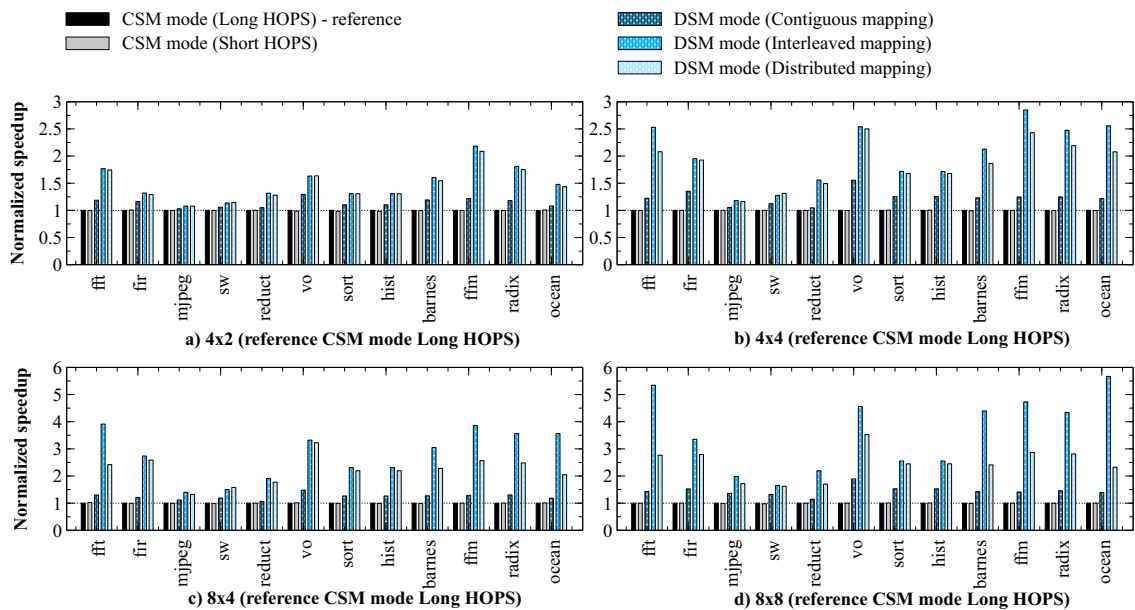 CSM mode (Long HOPS) - reference
CSM mode (Short HOPS)
DSM mode (Contiguous mapping)
DSM mode (Interleaved mapping)
DSM mode (Distributed mapping)
Normalized speedup
3
2.5
2
1.5
1
0.5
0
fft
fir
mjpeg
sw
reduct
vo
sort
hist
barnes
ffm
radix
ocean
a) 4x2 (reference CSM mode Long HOPS)
3
2.5
2
1.5
1
0.5
0
fft
fir
mjpeg
sw
reduct
vo
sort
hist
barnes
ffm
radix
ocean
b) 4x4 (reference CSM mode Long HOPS)
Normalized speedup
6
5
4
3
2
1
0
fft
fir
mjpeg
sw
reduct
vo
sort
hist
barnes
ffm
radix
ocean
c) 8x4 (reference CSM mode Long HOPS)
6
5
4
3
2
1
0
fft
fir
mjpeg
sw
reduct
vo
sort
hist
barnes
ffm
radix
ocean
d) 8x8 (reference CSM mode Long HOPS)